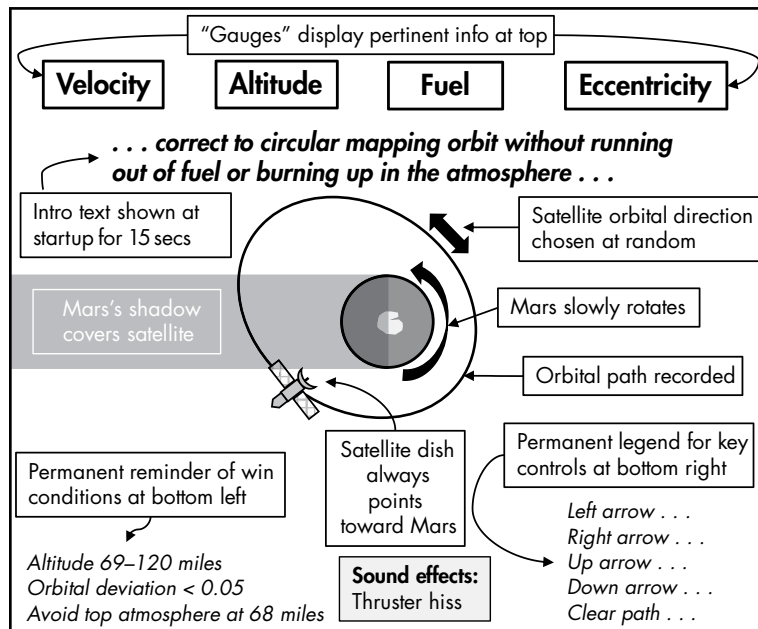 “Gauges” display pertinent info at top
Velocity
Altitude
Fuel
Eccentricity
. . . correct to circular mapping orbit without running
out of fuel or burning up in the atmosphere . . .
Intro text shown at
startup for 15 secs
Satellite orbital direction
chosen at random
Mars’s shadow
covers satellite
Mars slowly rotates
Orbital path recorded
Satellite dish
always
points
toward Mars
Permanent legend for key
controls at bottom right
Permanent reminder of win
conditions at bottom left
Left arrow . . .
Right arrow . . .
Up arrow . . .
Down arrow . . .
Clear path . . .
Altitude 69–120 miles
Orbital deviation < 0.05
Avoid top atmosphere at 68 miles
Sound effects:
Thruster hiss